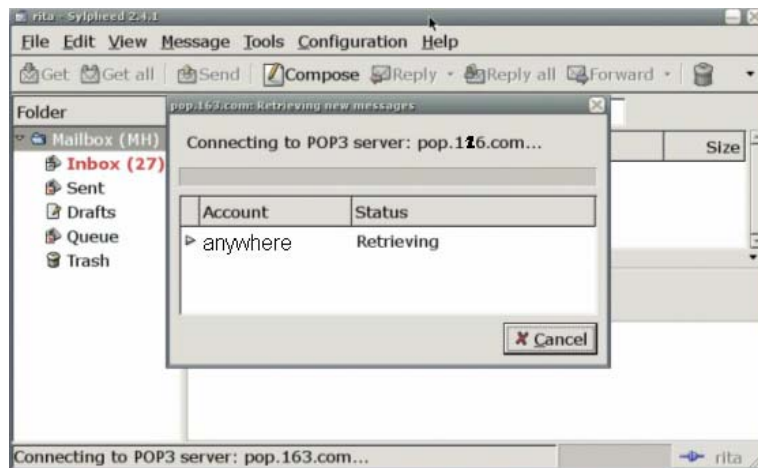 rita - Sylpheed 2.4.1
File Edit View Message Tools Configuration Help
Get Get all Send Compose Reply Reply all Forward
Folder
pop.163.com: Retrieving new messages
Mailbox (MH)
Inbox (27)
Sent
Drafts
Queue
Trash
Connecting to POP3 server: pop.126.com...
Size
Account Status
anywhere Retrieving
Cancel
Connecting to POP3 server: pop.163.com...
rita